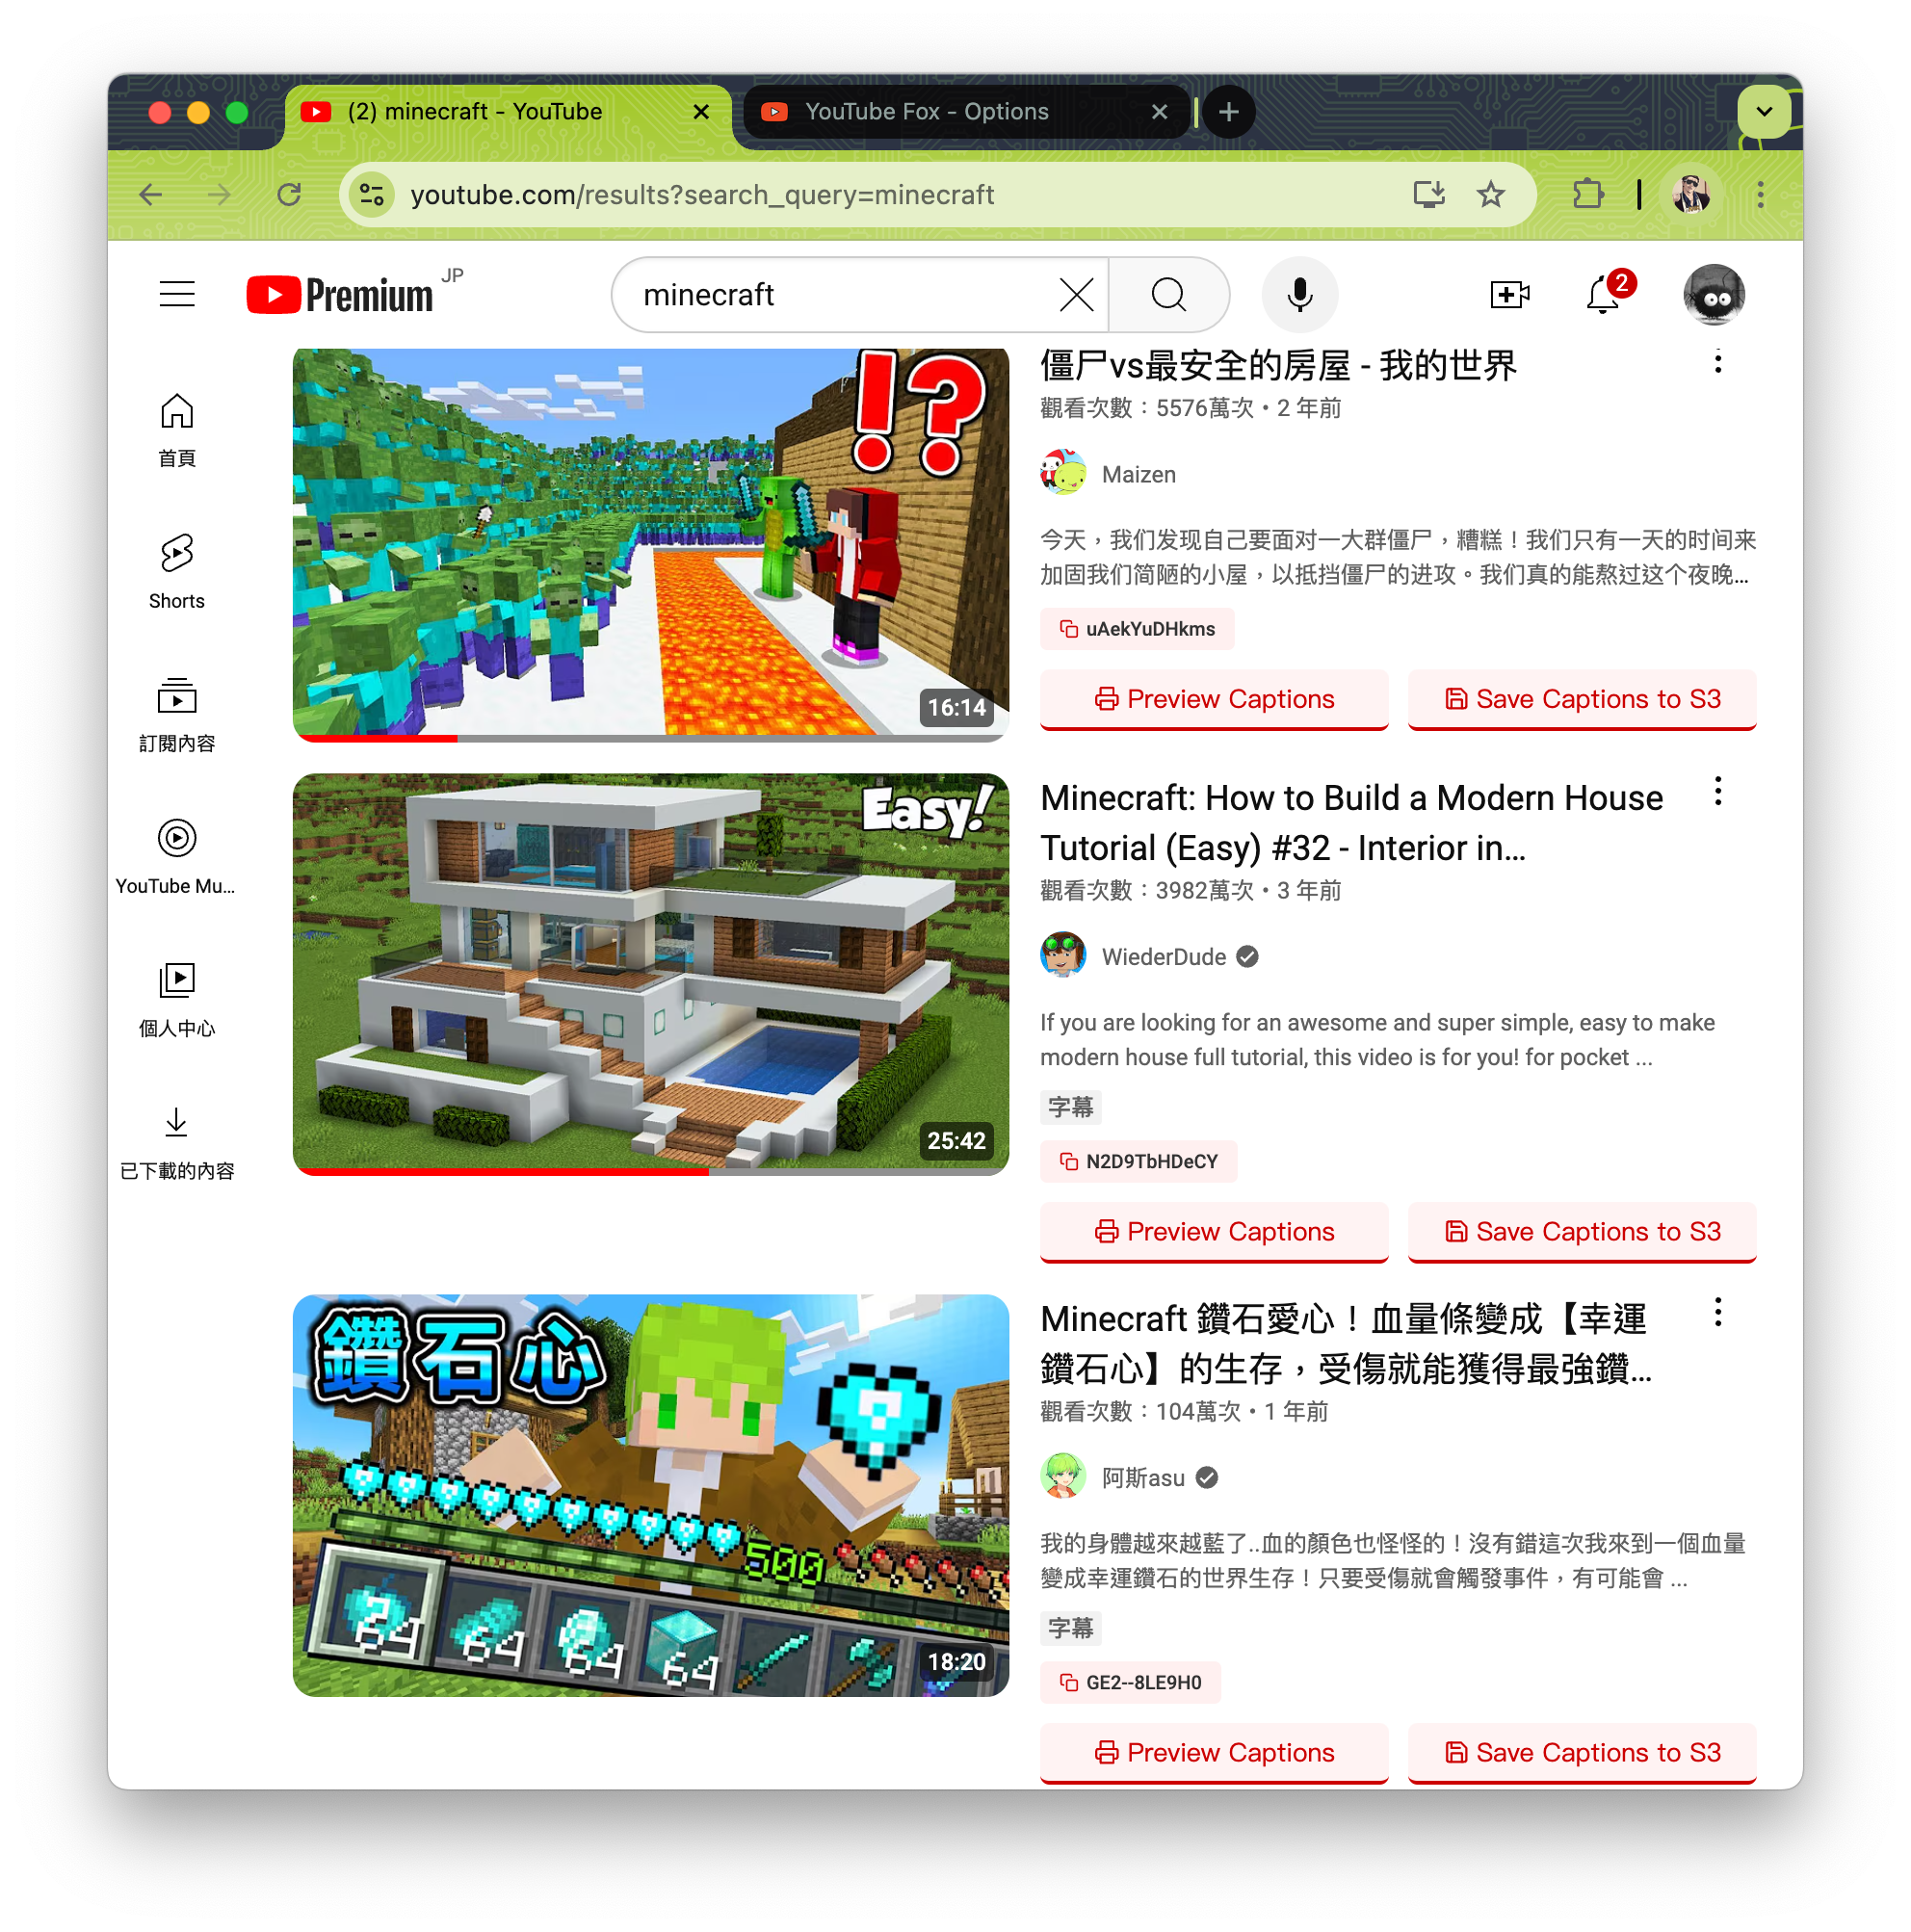 (2) minecraft - YouTube
YouTube Fox - Options
youtube.com/results?search_query=minecraft
Premium JP
minecraft
2
首頁
Shorts
訂閱內容
YouTube Mu...
個人中心
已下載的內容
!?
16:14
僵尸vs最安全的房屋 - 我的世界
觀看次數：5576萬次・2 年前
Maizen
今天，我们发现自己要面对一大群僵尸，糟糕！我们只有一天的时间来
加固我们简陋的小屋，以抵挡僵尸的进攻。我们真的能熬过这个夜晚...
uAekYuDHkms
Preview Captions
Save Captions to S3
Easy!
25:42
Minecraft: How to Build a Modern House
Tutorial (Easy) #32 - Interior in...
觀看次數：3982萬次・3 年前
WiederDude
If you are looking for an awesome and super simple, easy to make
modern house full tutorial, this video is for you! for pocket ...
字幕
N2D9TbHDeCY
Preview Captions
Save Captions to S3
鑽石心
500
64
64
64
64
18:20
Minecraft 鑽石愛心！血量條變成【幸運
鑽石心】的生存，受傷就能獲得最強鑽...
觀看次數：104萬次・1 年前
阿斯asu
我的身體越來越藍了..血的顏色也怪怪的！沒有錯這次我來到一個血量
變成幸運鑽石的世界生存！只要受傷就會觸發事件，有可能會 ...
字幕
GE2--8LE9H0
Preview Captions
Save Captions to S3